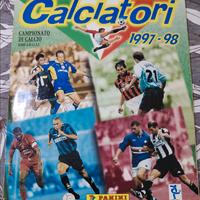 Calciatori
1997-98
CAMPIONATO
DI CALCIO
PANINI